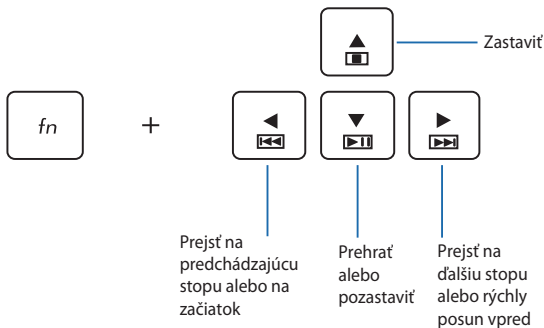 Zastaviť
fn
+
Prejsť na
predchádzajúcu
stopu alebo na
začiatok
Prehrať
alebo
pozastaviť
Prejsť na
ďalšiu stopu
alebo rýchly
posun vpred